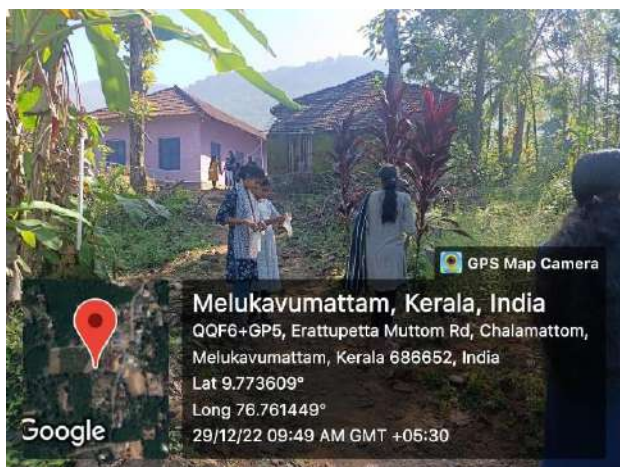 GPS Map Camera
Melukavumattam, Kerala, India
QQF6+GP5, Erattupetta Muttom Rd, Chalamattom,
Melukavumattam, Kerala 686652, India
Lat 9.773609°
Long 76.761449°
29/12/22 09:49 AM GMT +05:30
Google